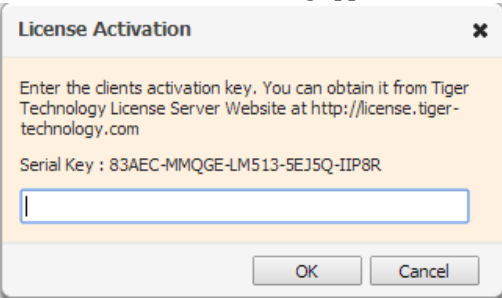 License Activation
Enter the clients activation key. You can obtain it from Tiger
Technology License Server Website at http://license.tiger-
technology.com
Serial Key : 83AEC-MMQGE-LM513-5EJ5Q-IIP8R
OK
Cancel